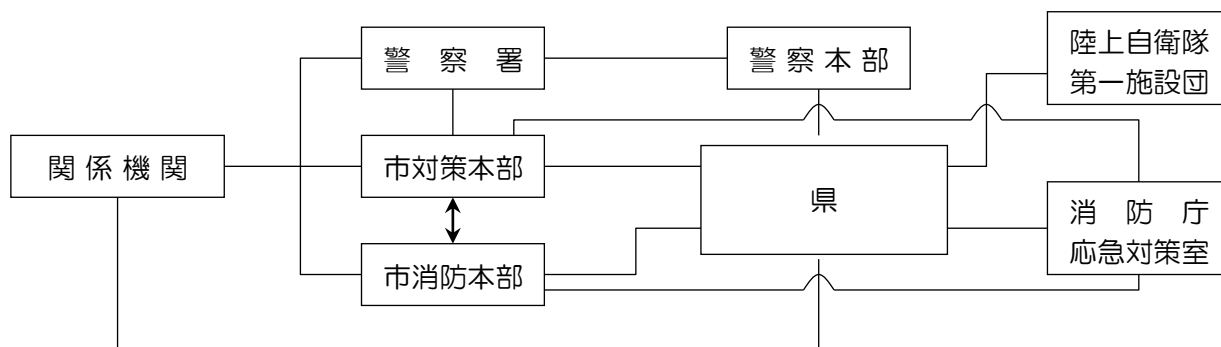 警察署
警察本部
陸上自衛隊
第一施設団
関係機関
市対策本部
県
消防庁
応急対策室
市消防本部